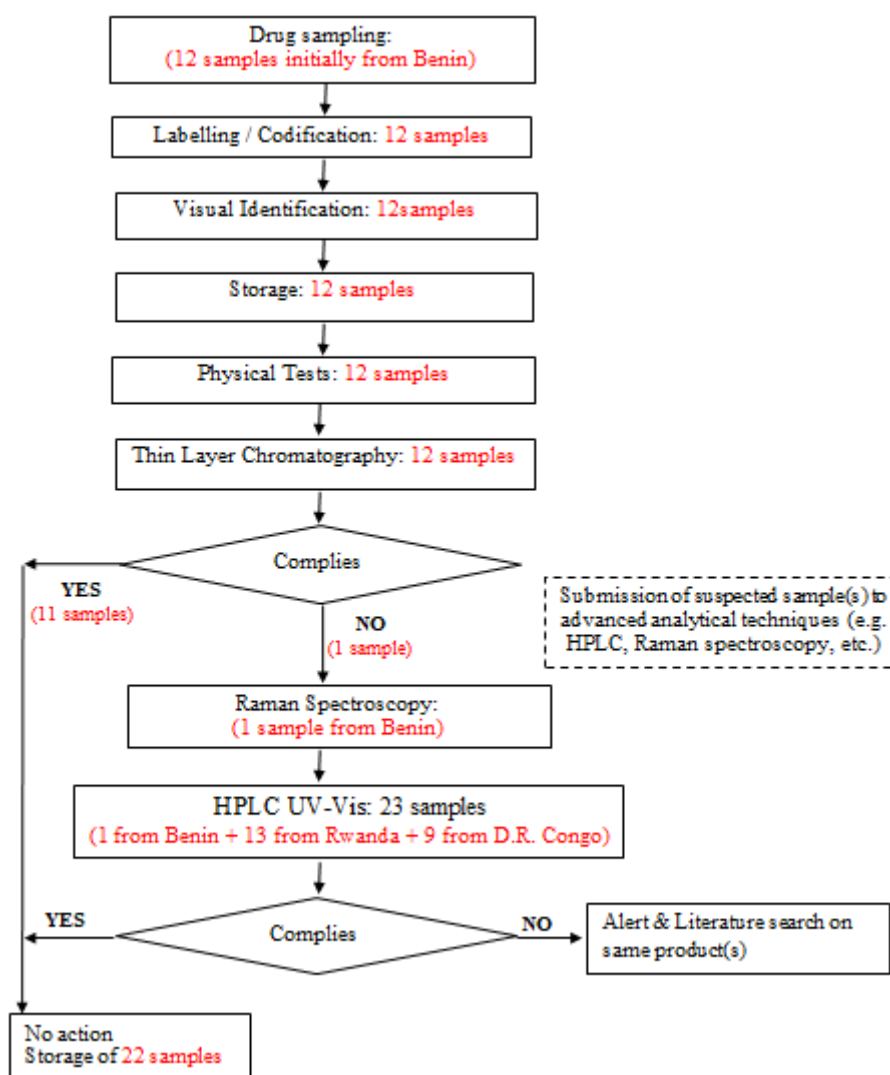 Drug sampling:
(12 samples initially from Benin)
Labelling / Codification: 12 samples
Visual Identification: 12samples
Storage: 12 samples
Physical Tests: 12 samples
Thin Layer Chromatography: 12 samples
Complies
YES
(11 samples)
NO
(1 sample)
Submission of suspected sample(s) to
advanced analytical techniques (e.g.
HPLC, Raman spectroscopy, etc.)
Raman Spectroscopy:
(1 sample from Benin)
HPLC UV-Vis: 23 samples
(1 from Benin + 13 from Rwanda + 9 from D.R. Congo)
YES
Complies
NO
Alert & Literature search on
same product(s)
No action
Storage of 22 samples